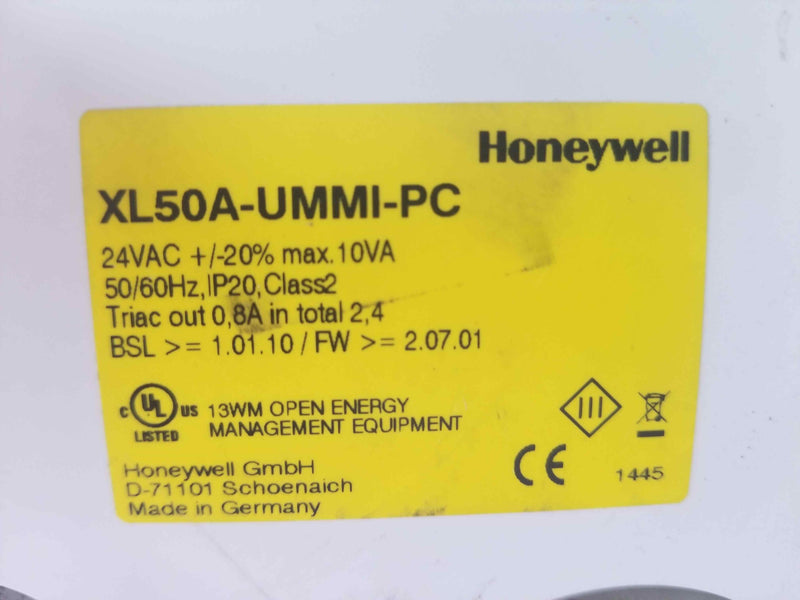 Honeywell
XL50A-UMMI-PC
24VAC +/-20% max.10VA
50/60Hz,IP20,Class2
Triac out 0,8A in total 2,4
BSL >= 1.01.10 / FW >= 2.07.01
C UL US LISTED
13WM OPEN ENERGY
MANAGEMENT EQUIPMENT
III
Honeywell GmbH
D-71101 Schoenaich
Made in Germany
CE
1445